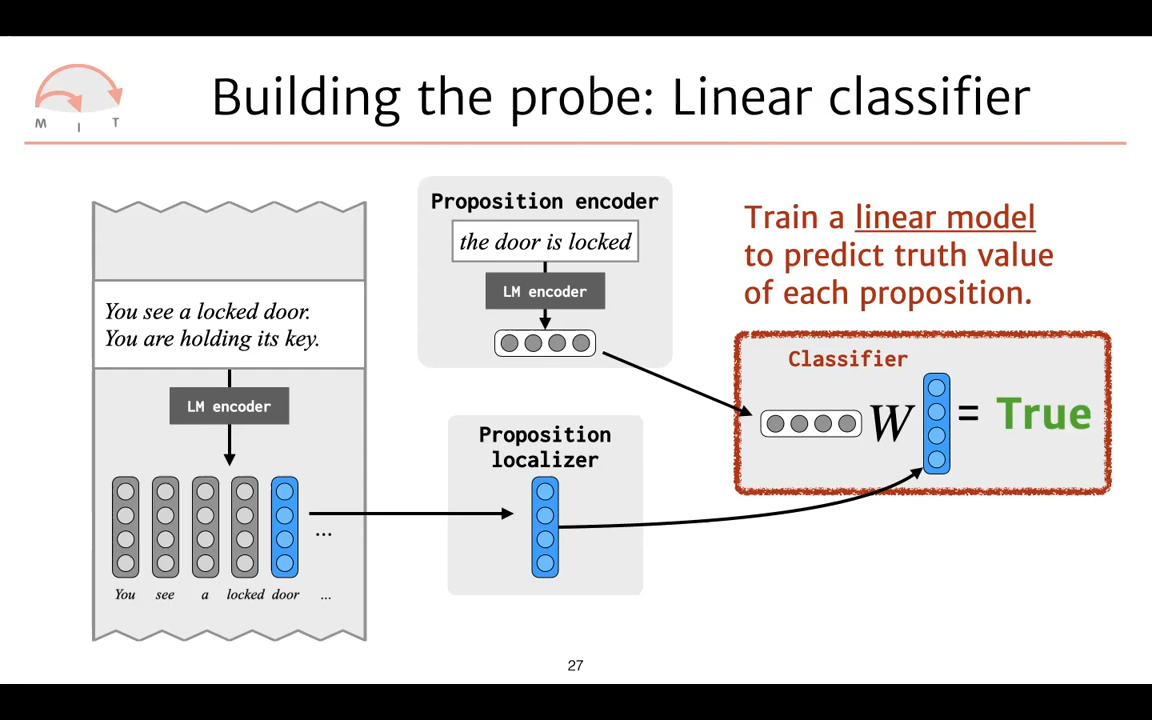 M I T
Building the probe: Linear classifier
You see a locked door.
You are holding its key.
LM encoder
You see a locked door ...
...
Proposition encoder
the door is locked
LM encoder
Proposition
localizer
Train a linear model
to predict truth value
of each proposition.
Classifier
W = True
27